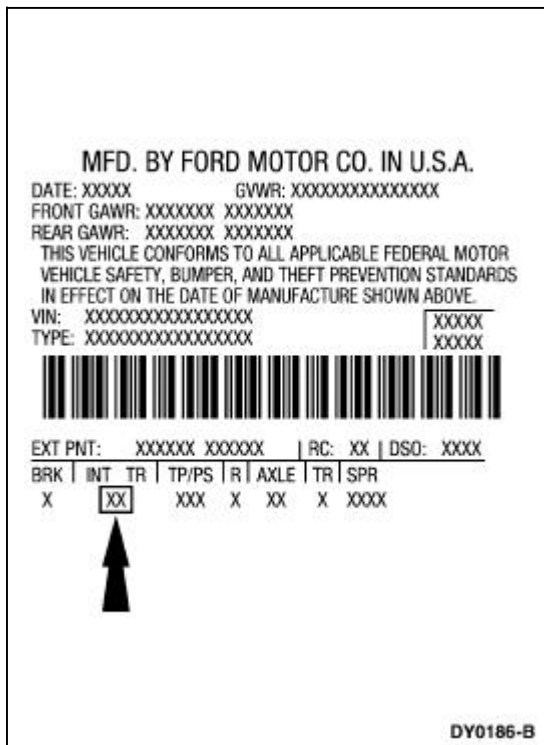 MFD. BY FORD MOTOR CO. IN U.S.A.
DATE: XXXXX GVWR: XXXXXXXXXXXXXXX
FRONT GAWR: XXXXXXX XXXXXXX
REAR GAWR: XXXXXXX XXXXXXX
THIS VEHICLE CONFORMS TO ALL APPLICABLE FEDERAL MOTOR
VEHICLE SAFETY, BUMPER, AND THEFT PREVENTION STANDARDS
IN EFFECT ON THE DATE OF MANUFACTURE SHOWN ABOVE.
VIN: XXXXXXXXXXXXXXXXX XXXXX
TYPE: XXXXXXXXXXXXXXXXX XXXXX
EXT PNT: XXXXXX XXXXXX | RC: XX | DSO: XXXX
BRK | INT TR | TP/PS | R | AXLE | TR | SPR
X XX XXX X XX X XXXX
DY0186-B